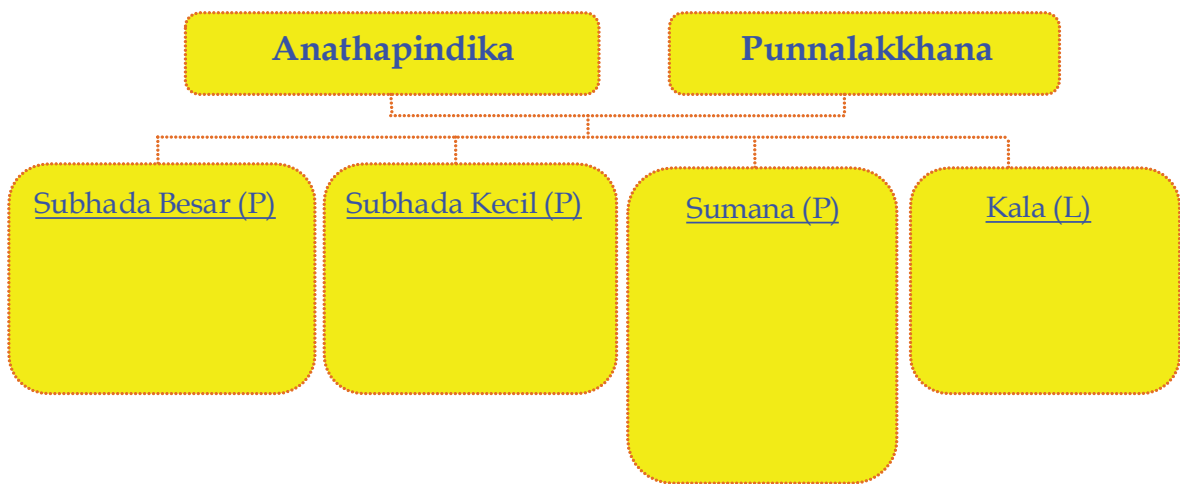 Anathapindika
Punnalakkhana
Subhada Besar (P)
Subhada Kecil (P)
Sumana (P)
Kala (L)